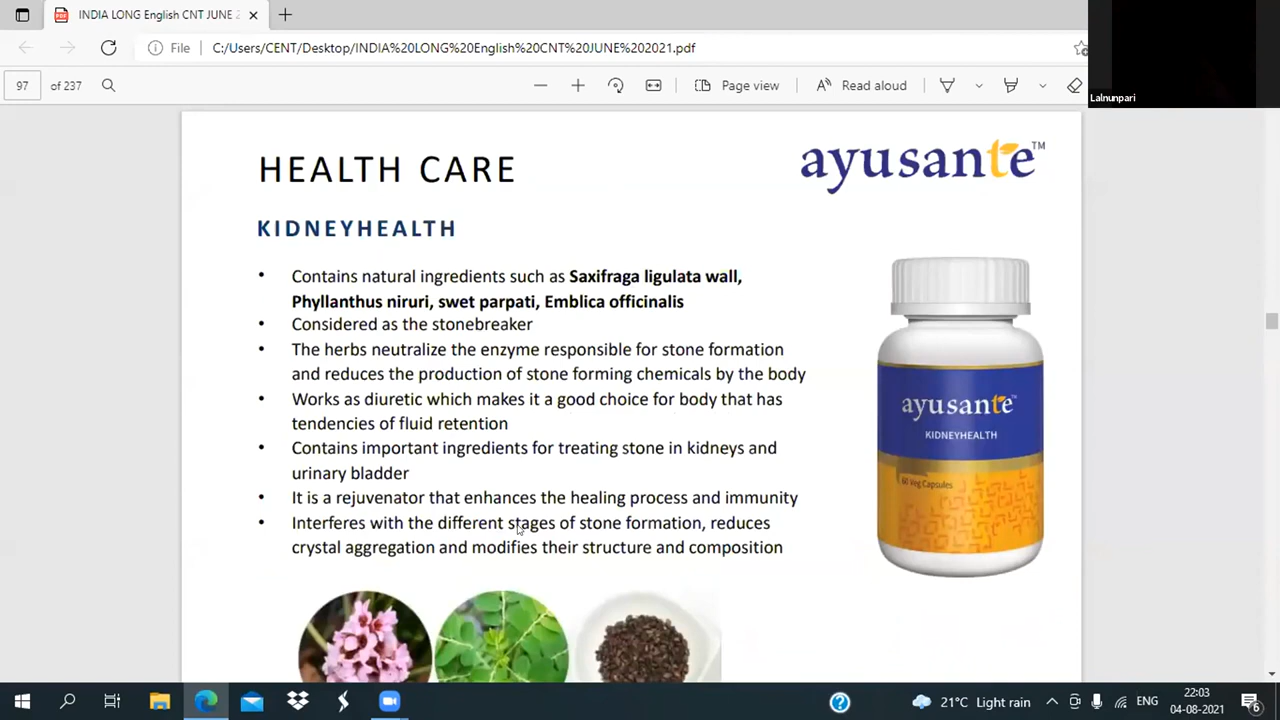 INDIA LONG English CNT JUNE 2
File
C:/Users/CENT/Desktop/INDIA%20LONG%20English%20CNT%20JUNE%202021.pdf
Lalnunpari
97 of 237
Page view
Read aloud
HEALTH CARE
ayusante™
KIDNEYHEALTH
• Contains natural ingredients such as Saxifraga ligulata wall,
Phyllanthus niruri, swet parpati, Emblica officinalis
• Considered as the stonebreaker
• The herbs neutralize the enzyme responsible for stone formation
and reduces the production of stone forming chemicals by the body
• Works as diuretic which makes it a good choice for body that has
tendencies of fluid retention
• Contains important ingredients for treating stone in kidneys and
urinary bladder
• It is a rejuvenator that enhances the healing process and immunity
• Interferes with the different stages of stone formation, reduces
crystal aggregation and modifies their structure and composition
ayusante™
KIDNEYHEALTH
60 Veg Capsules
21°C Light rain
ENG
22:03
04-08-2021
6